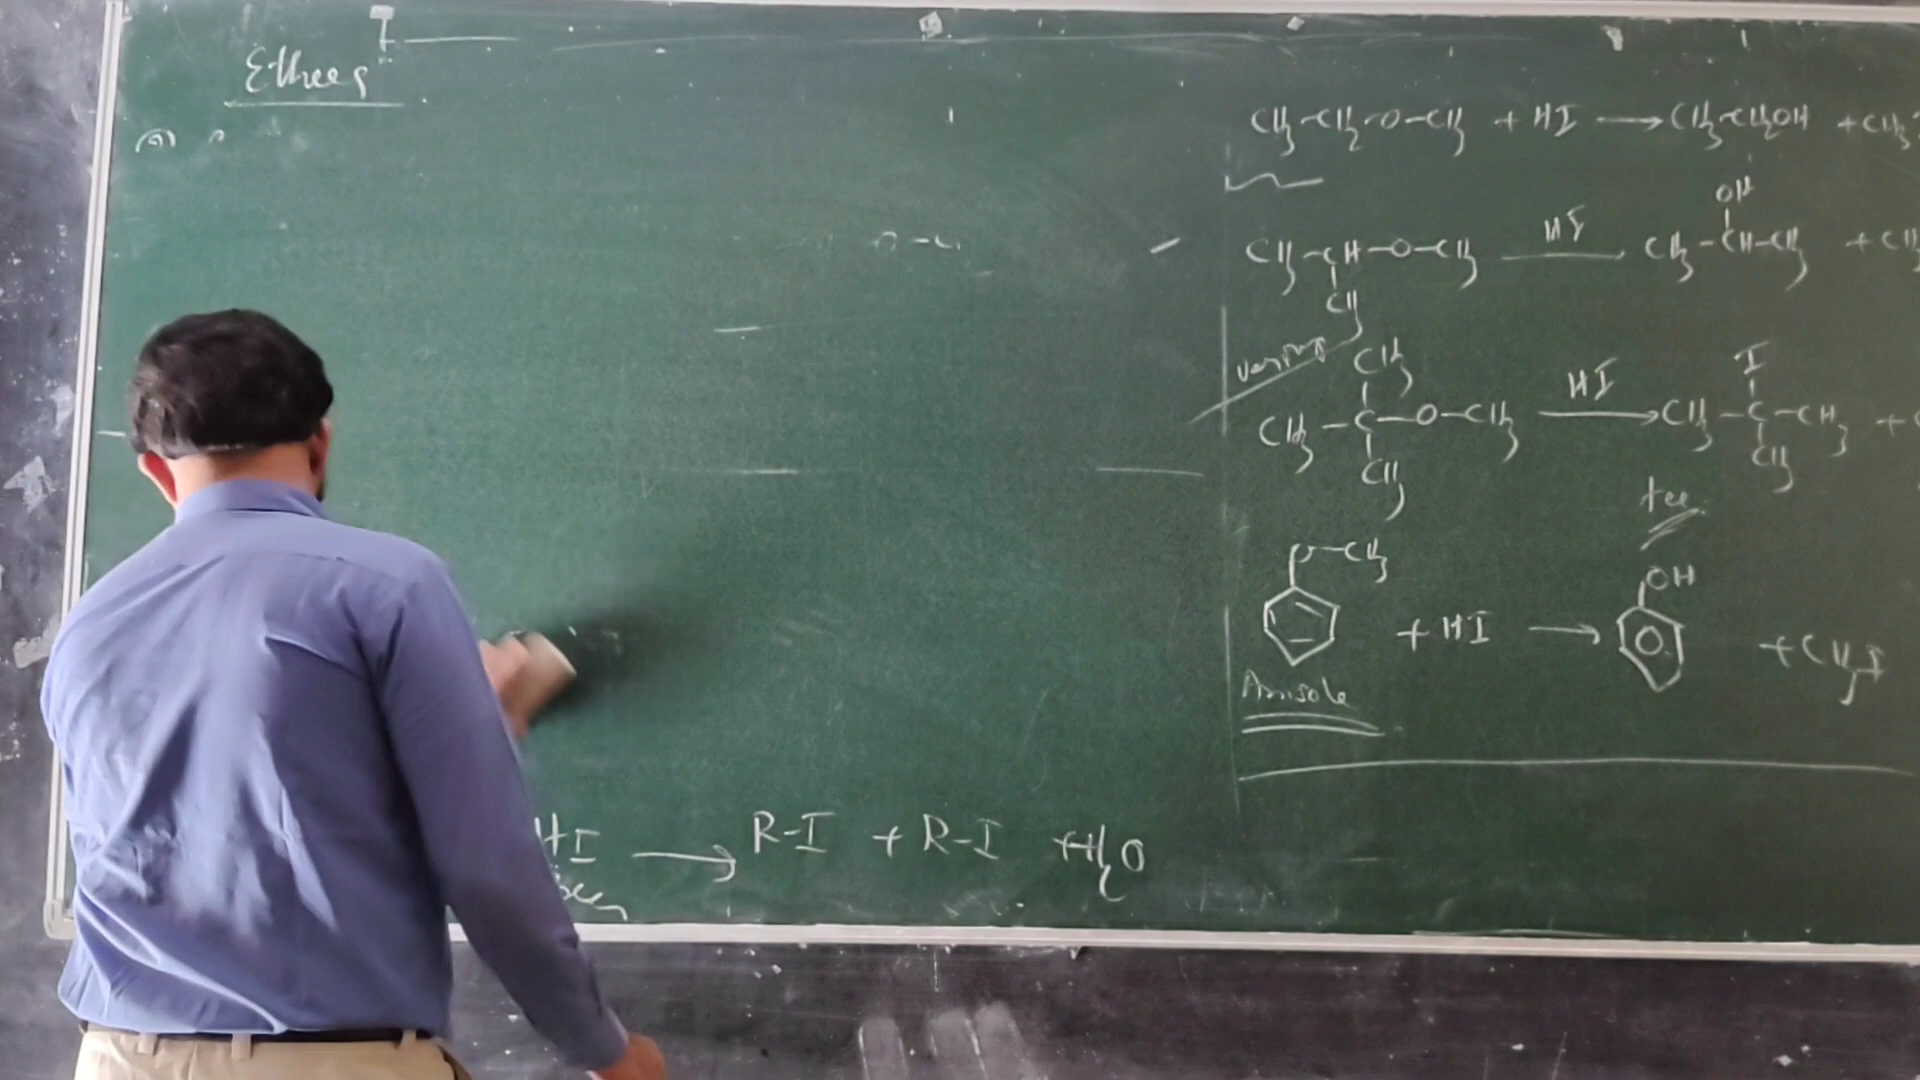 Ethers
CH3-CH2-O-CH3 + HI → CH3-CH2OH + CH3
OH
CH3-CH-O-CH3 HI CH3-CH-CH3 + CH3
CH3
CH3 I
CH3-C-O-CH3 HI → CH3-C-CH3 +
CH3 CH3
O-CH3 OH
+ HI → + CH3I
Anisole
HI → R-I + R-I + H2O